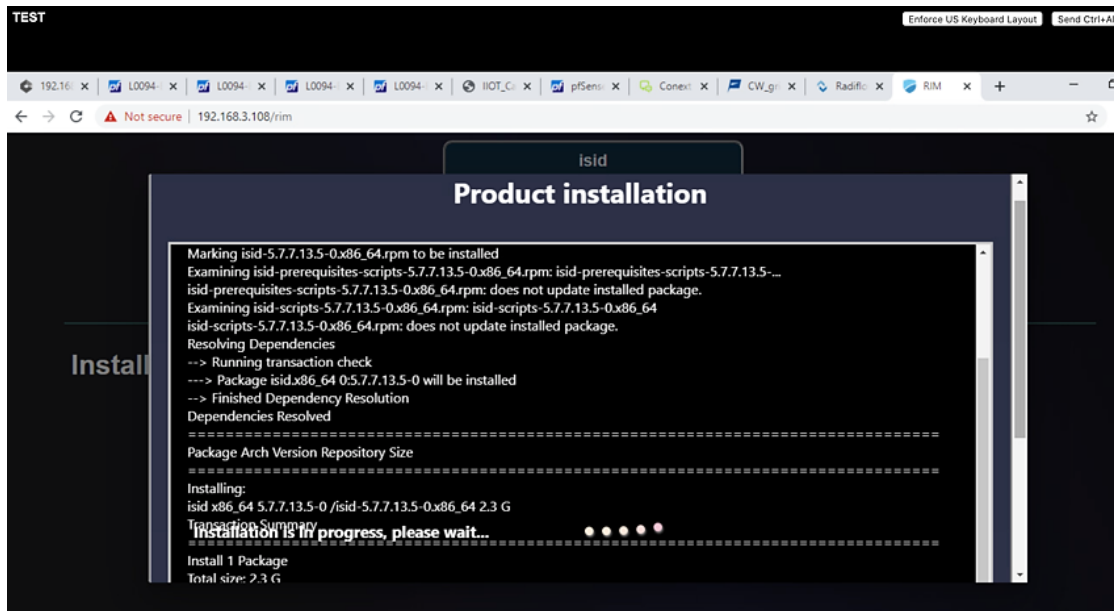 TEST
Enforce US Keyboard Layout
Send Ctrl+Al
192.16
L0094-
L0094-
L0094-
L0094-
IIOT_C
pfSens
Conext
CW_gri
Radiflo
RIM
Not secure
192.168.3.108/rim
isid
Product installation
Install
Marking isid-5.7.7.13.5-0.x86_64.rpm to be installed
Examining isid-prerequisites-scripts-5.7.7.13.5-0.x86_64.rpm: isid-prerequisites-scripts-5.7.7.13.5-...
isid-prerequisites-scripts-5.7.7.13.5-0.x86_64.rpm: does not update installed package.
Examining isid-scripts-5.7.7.13.5-0.x86_64.rpm: isid-scripts-5.7.7.13.5-0.x86_64
isid-scripts-5.7.7.13.5-0.x86_64.rpm: does not update installed package.
Resolving Dependencies
--> Running transaction check
---> Package isid.x86_64 0:5.7.7.13.5-0 will be installed
--> Finished Dependency Resolution
Dependencies Resolved
================================================================================
Package Arch Version Repository Size
================================================================================
Installing:
isid x86_64 5.7.7.13.5-0 /isid-5.7.7.13.5-0.x86_64 2.3 G
Transaction Summary
Installation is in progress, please wait...
================================================================================
Install 1 Package
Total size: 2.3 G